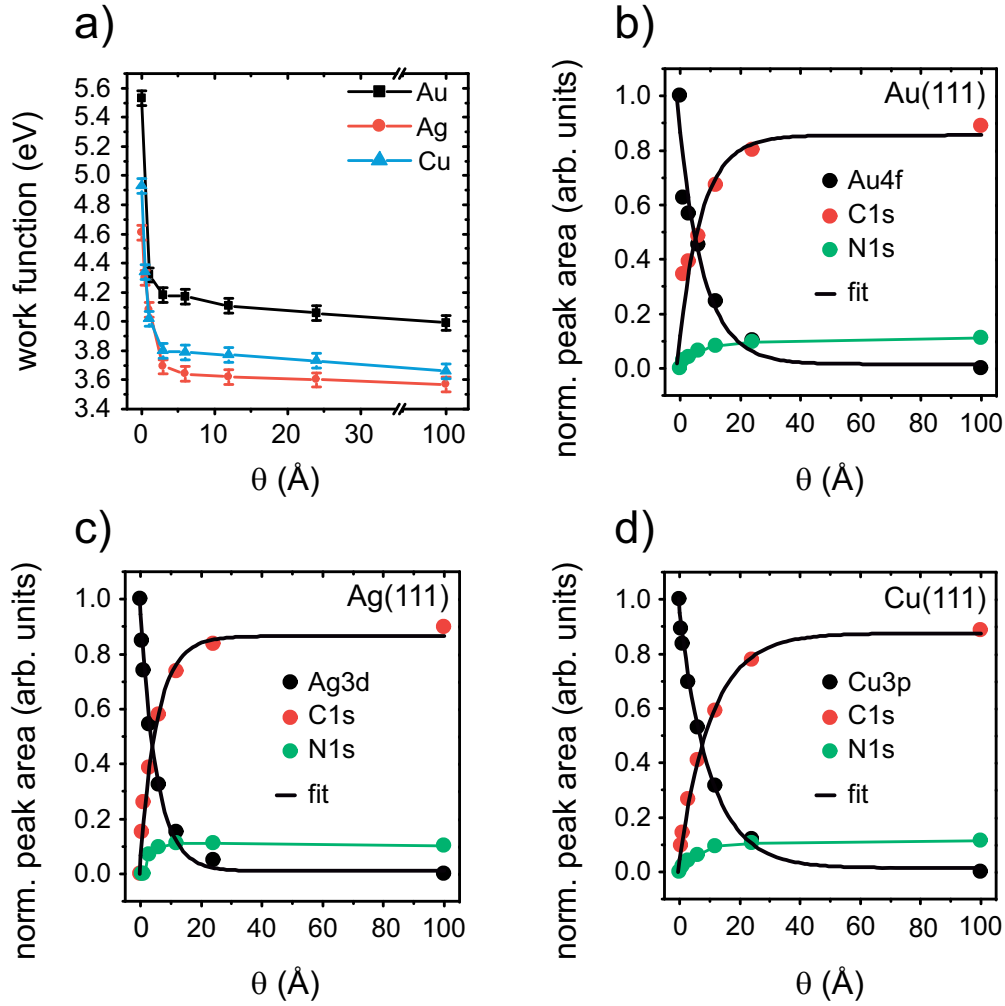 a)
work function (eV)
5.6
5.4
5.2
5.0
4.8
4.6
4.4
4.2
4.0
3.8
3.6
3.4
Au
Ag
Cu
0 10 20 30 100
θ (Å)
b)
norm. peak area (arb. units)
1.0
0.8
0.6
0.4
0.2
0.0
Au(111)
Au4f
C1s
N1s
fit
0 20 40 60 80 100
θ (Å)
c)
norm. peak area (arb. units)
1.0
0.8
0.6
0.4
0.2
0.0
Ag(111)
Ag3d
C1s
N1s
fit
0 20 40 60 80 100
θ (Å)
d)
norm. peak area (arb. units)
1.0
0.8
0.6
0.4
0.2
0.0
Cu(111)
Cu3p
C1s
N1s
fit
0 20 40 60 80 100
θ (Å)